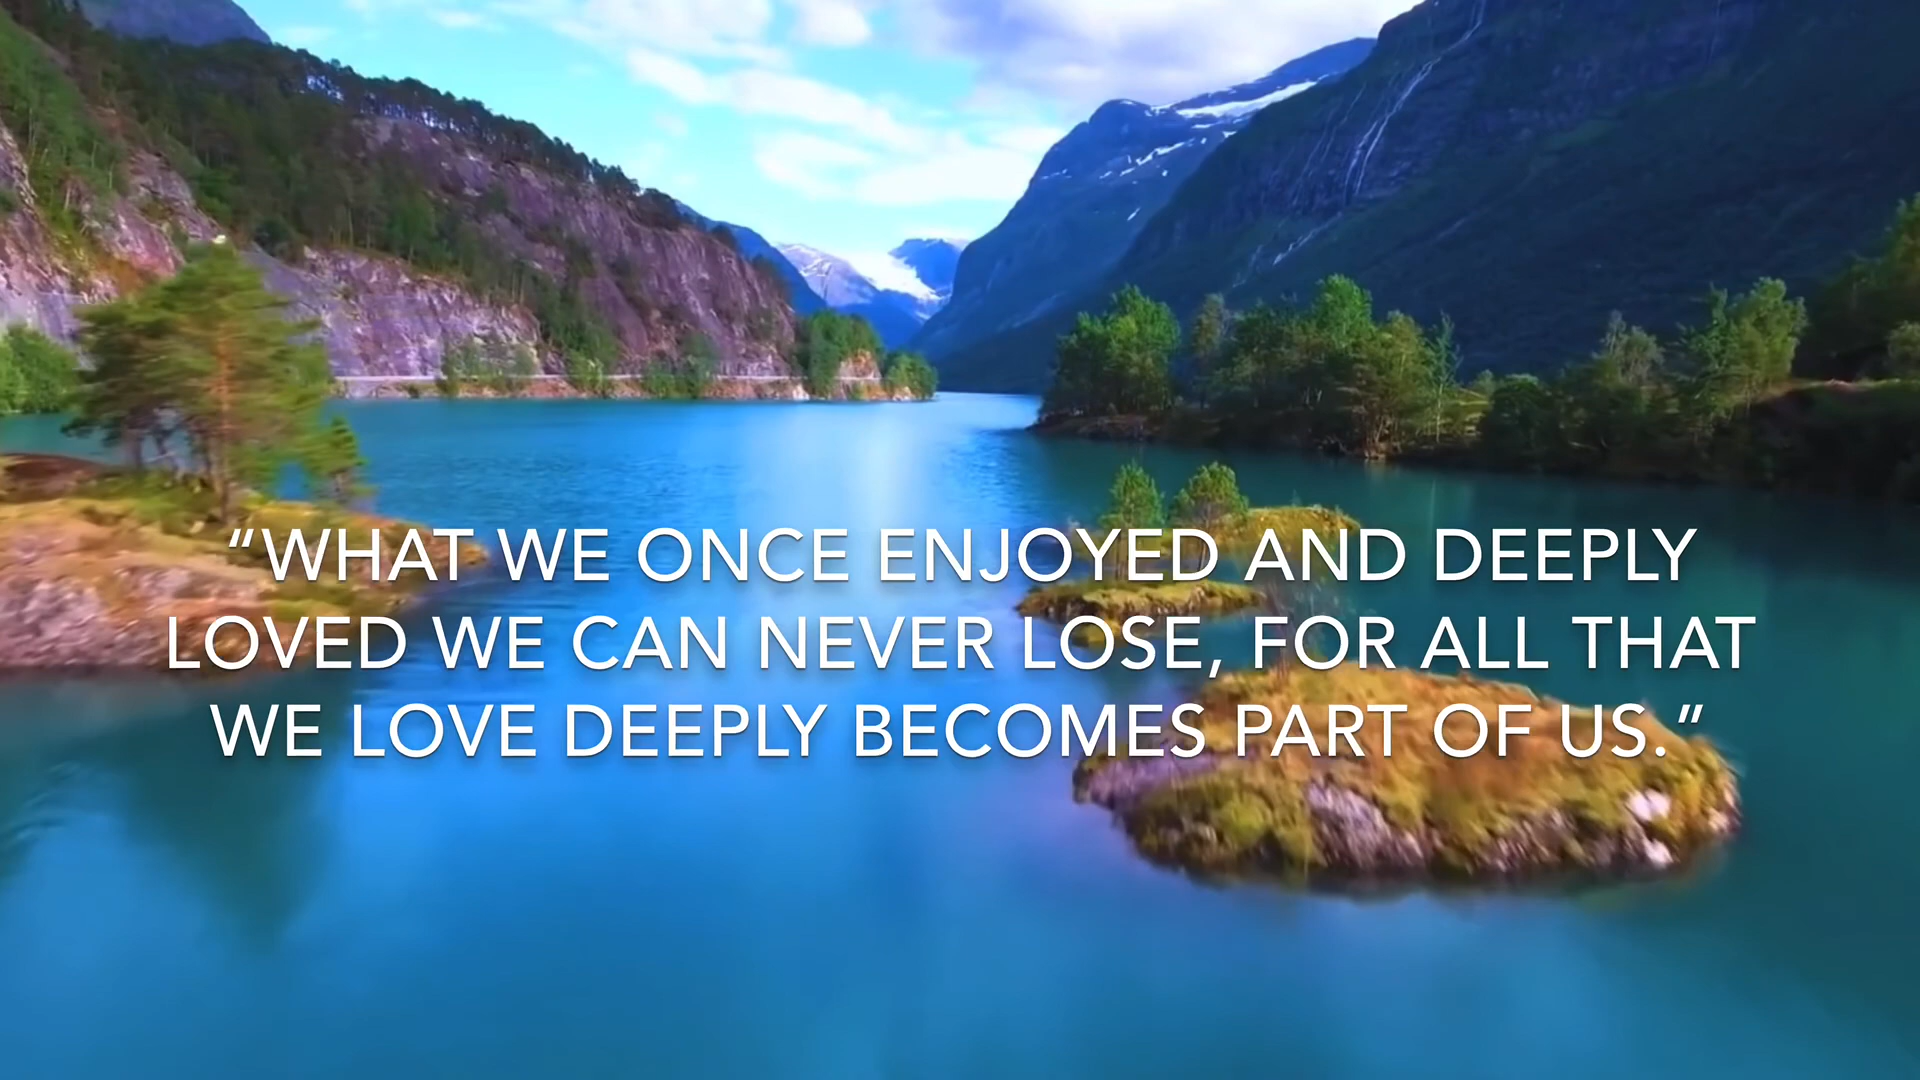 “WHAT WE ONCE ENJOYED AND DEEPLY
LOVED WE CAN NEVER LOSE, FOR ALL THAT
WE LOVE DEEPLY BECOMES PART OF US.”